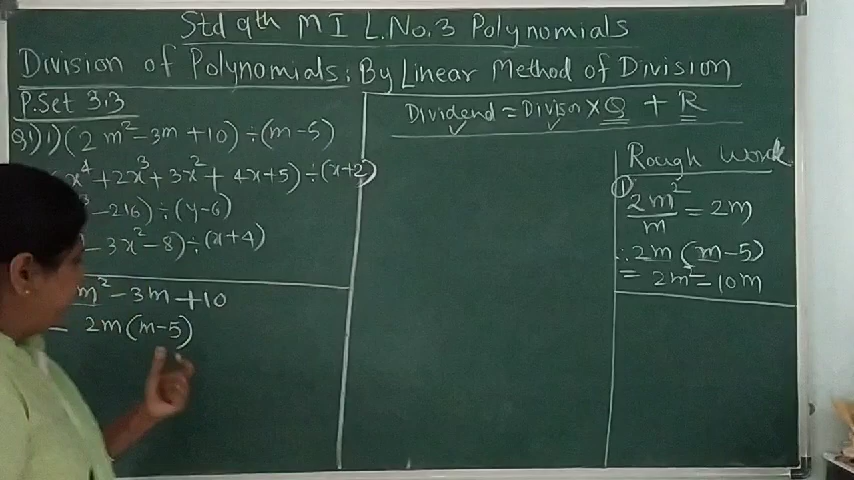 Std 9th M I L.No.3 Polynomials
Division of Polynomials : By Linear Method of Division
P.Set 3.3
Dividend = Divisor × Q + R
Q1) 1) (2m² - 3m + 10) ÷ (m-5)
x⁴ + 2x³ + 3x² + 4x + 5) ÷ (x+2)
³ - 216) ÷ (y-6)
- 3x² - 8) ÷ (x+4)
m² - 3m + 10
= 2m(m-5)
Rough Work
①
2m²/m = 2m
∴ 2m (m-5)
= 2m² - 10m